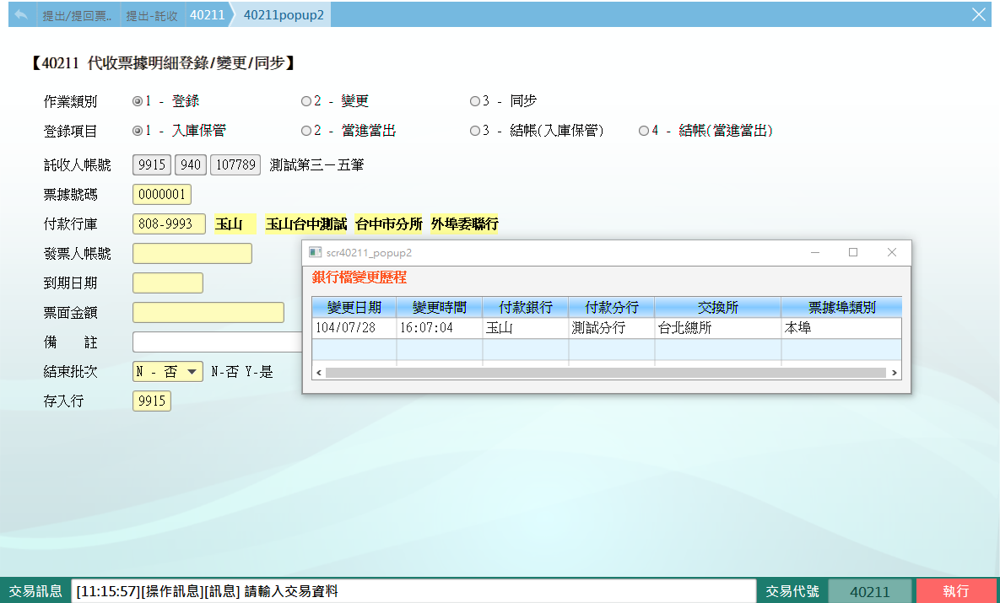 提出/提回票.. 提出-託收 40211 40211popup2
【40211 代收票據明細登錄/變更/同步】
作業類別 1 - 登錄 2 - 變更 3 - 同步
登錄項目 1 - 入庫保管 2 - 當進當出 3 - 結帳(入庫保管) 4 - 結帳(當進當出)
託收人帳號 9915 940 107789 測試第三－五筆
票據號碼 0000001
付款行庫 808-9993 玉山 玉山台中測試 台中市分所 外埠委聯行
發票人帳號
scr40211_popup2
銀行檔變更歷程
到期日期
變更日期 變更時間 付款銀行 付款分行 交換所 票據埠類別
票面金額
104/07/28 16:07:04 玉山 測試分行 台北總所 本埠
備 註
結束批次 N - 否 N-否 Y-是
存入行 9915
交易訊息 [11:15:57][操作訊息][訊息] 請輸入交易資料 交易代號 40211 執行